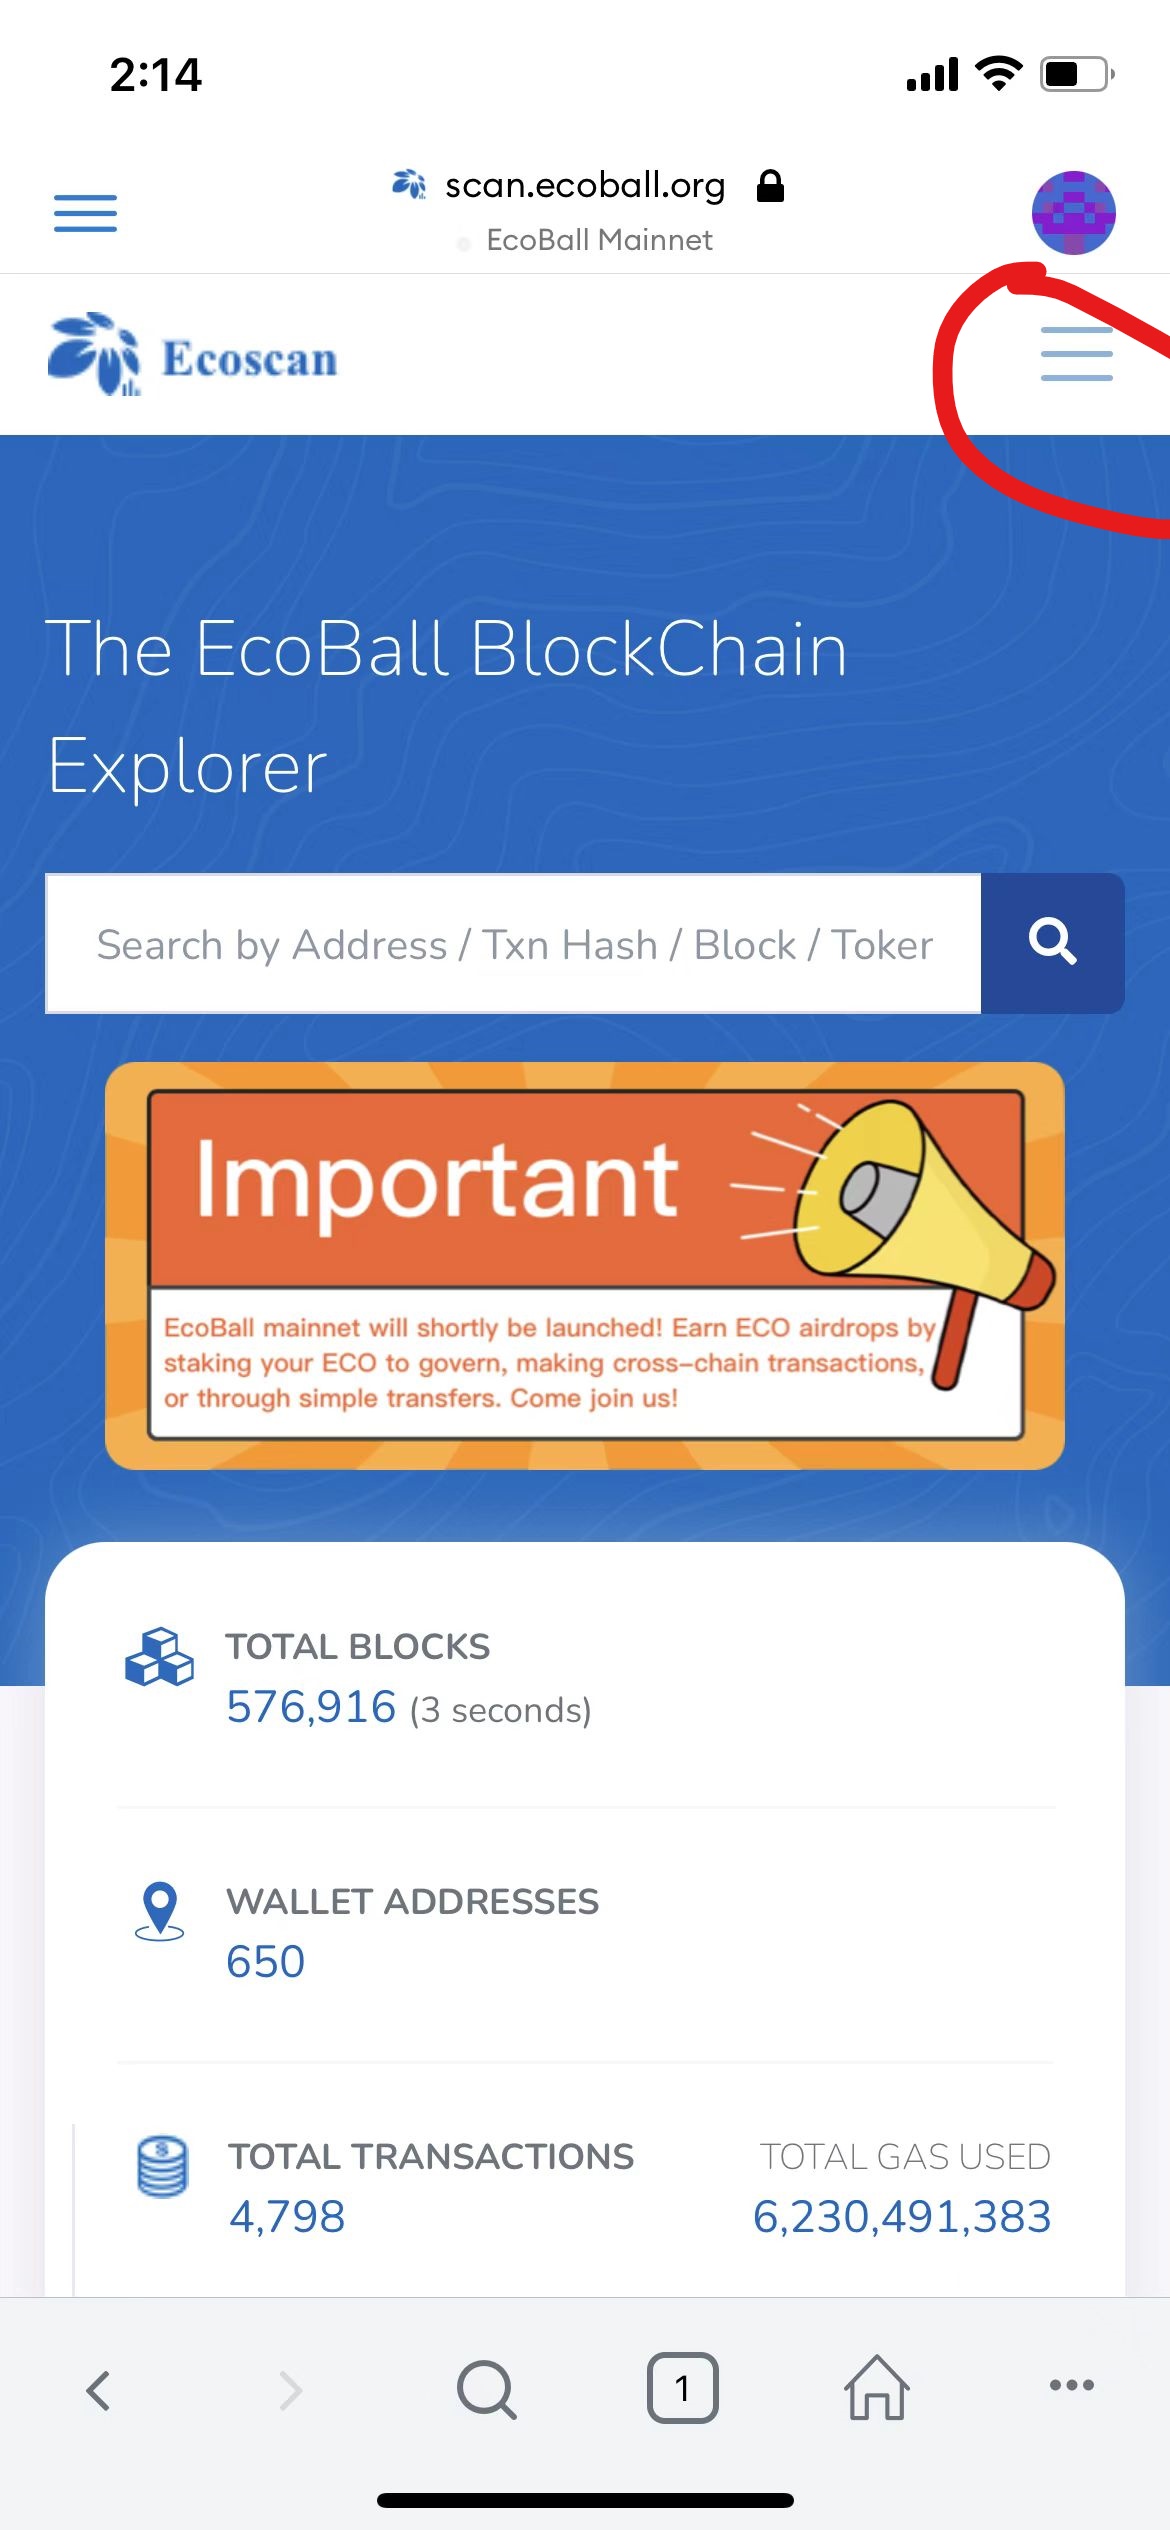 2:14
scan.ecoball.org
EcoBall Mainnet
Ecoscan
The EcoBall BlockChain
Explorer
Search by Address / Txn Hash / Block / Token
Important
EcoBall mainnet will shortly be launched! Earn ECO airdrops by
staking your ECO to govern, making cross-chain transactions,
or through simple transfers. Come join us!
TOTAL BLOCKS
576,916 (3 seconds)
WALLET ADDRESSES
650
TOTAL TRANSACTIONS TOTAL GAS USED
4,798 6,230,491,383
1